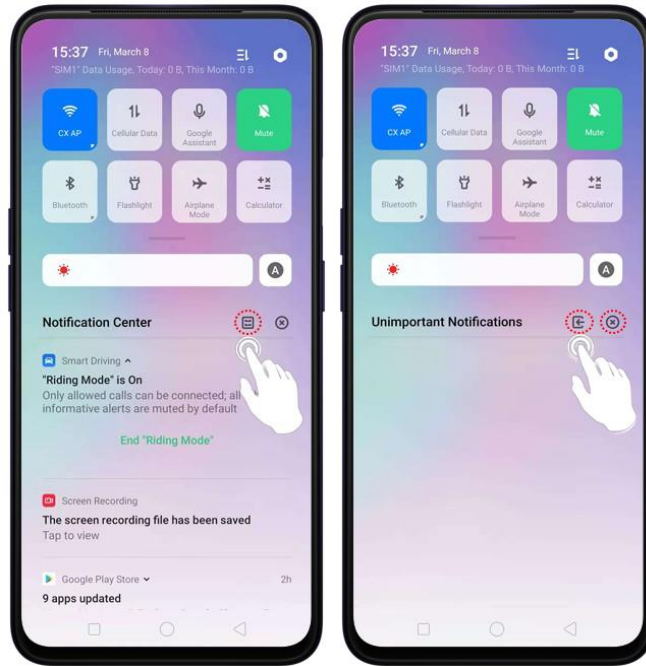 15:37 Fri, March 8
"SIM1" Data Usage, Today: 0 B, This Month: 0 B
CX AP
Cellular Data
Google
Assistant
Mute
Bluetooth
Flashlight
Airplane
Mode
Calculator
A
Notification Center
Smart Driving
"Riding Mode" is On
Only allowed calls can be connected; all
informative alerts are muted by default
End "Riding Mode"
Screen Recording
The screen recording file has been saved
Tap to view
Google Play Store 2h
9 apps updated
15:37 Fri, March 8
"SIM1" Data Usage, Today: 0 B, This Month: 0 B
CX AP
Cellular Data
Google
Assistant
Mute
Bluetooth
Flashlight
Airplane
Mode
Calculator
A
Unimportant Notifications